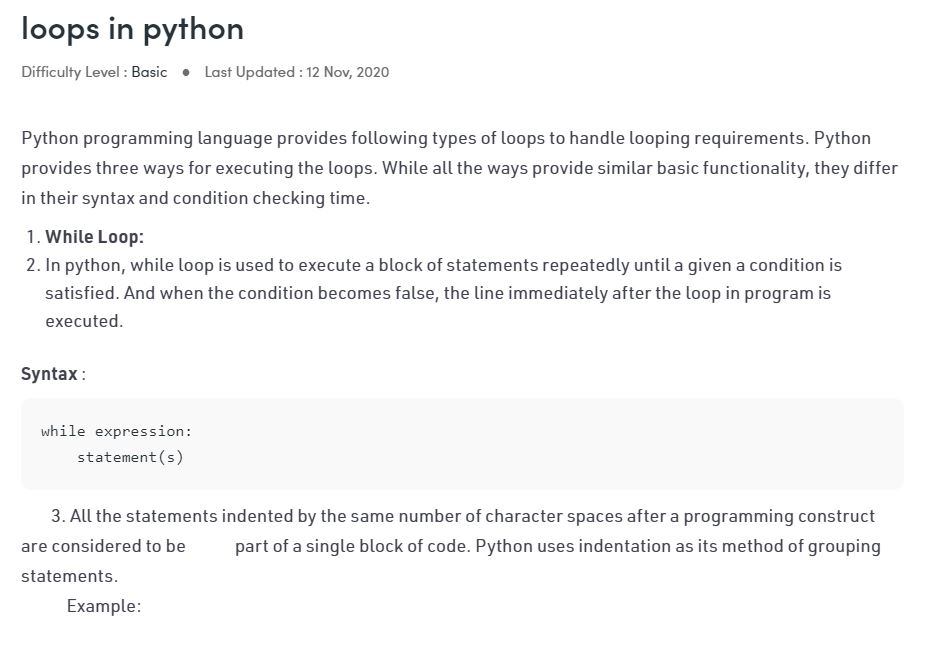 loops in python
Difficulty Level : Basic ● Last Updated : 12 Nov, 2020
Python programming language provides following types of loops to handle looping requirements. Python
provides three ways for executing the loops. While all the ways provide similar basic functionality, they differ
in their syntax and condition checking time.
1. While Loop:
2. In python, while loop is used to execute a block of statements repeatedly until a given a condition is
satisfied. And when the condition becomes false, the line immediately after the loop in program is
executed.
Syntax :
while expression:
    statement(s)
3. All the statements indented by the same number of character spaces after a programming construct
are considered to be part of a single block of code. Python uses indentation as its method of grouping
statements.
Example: